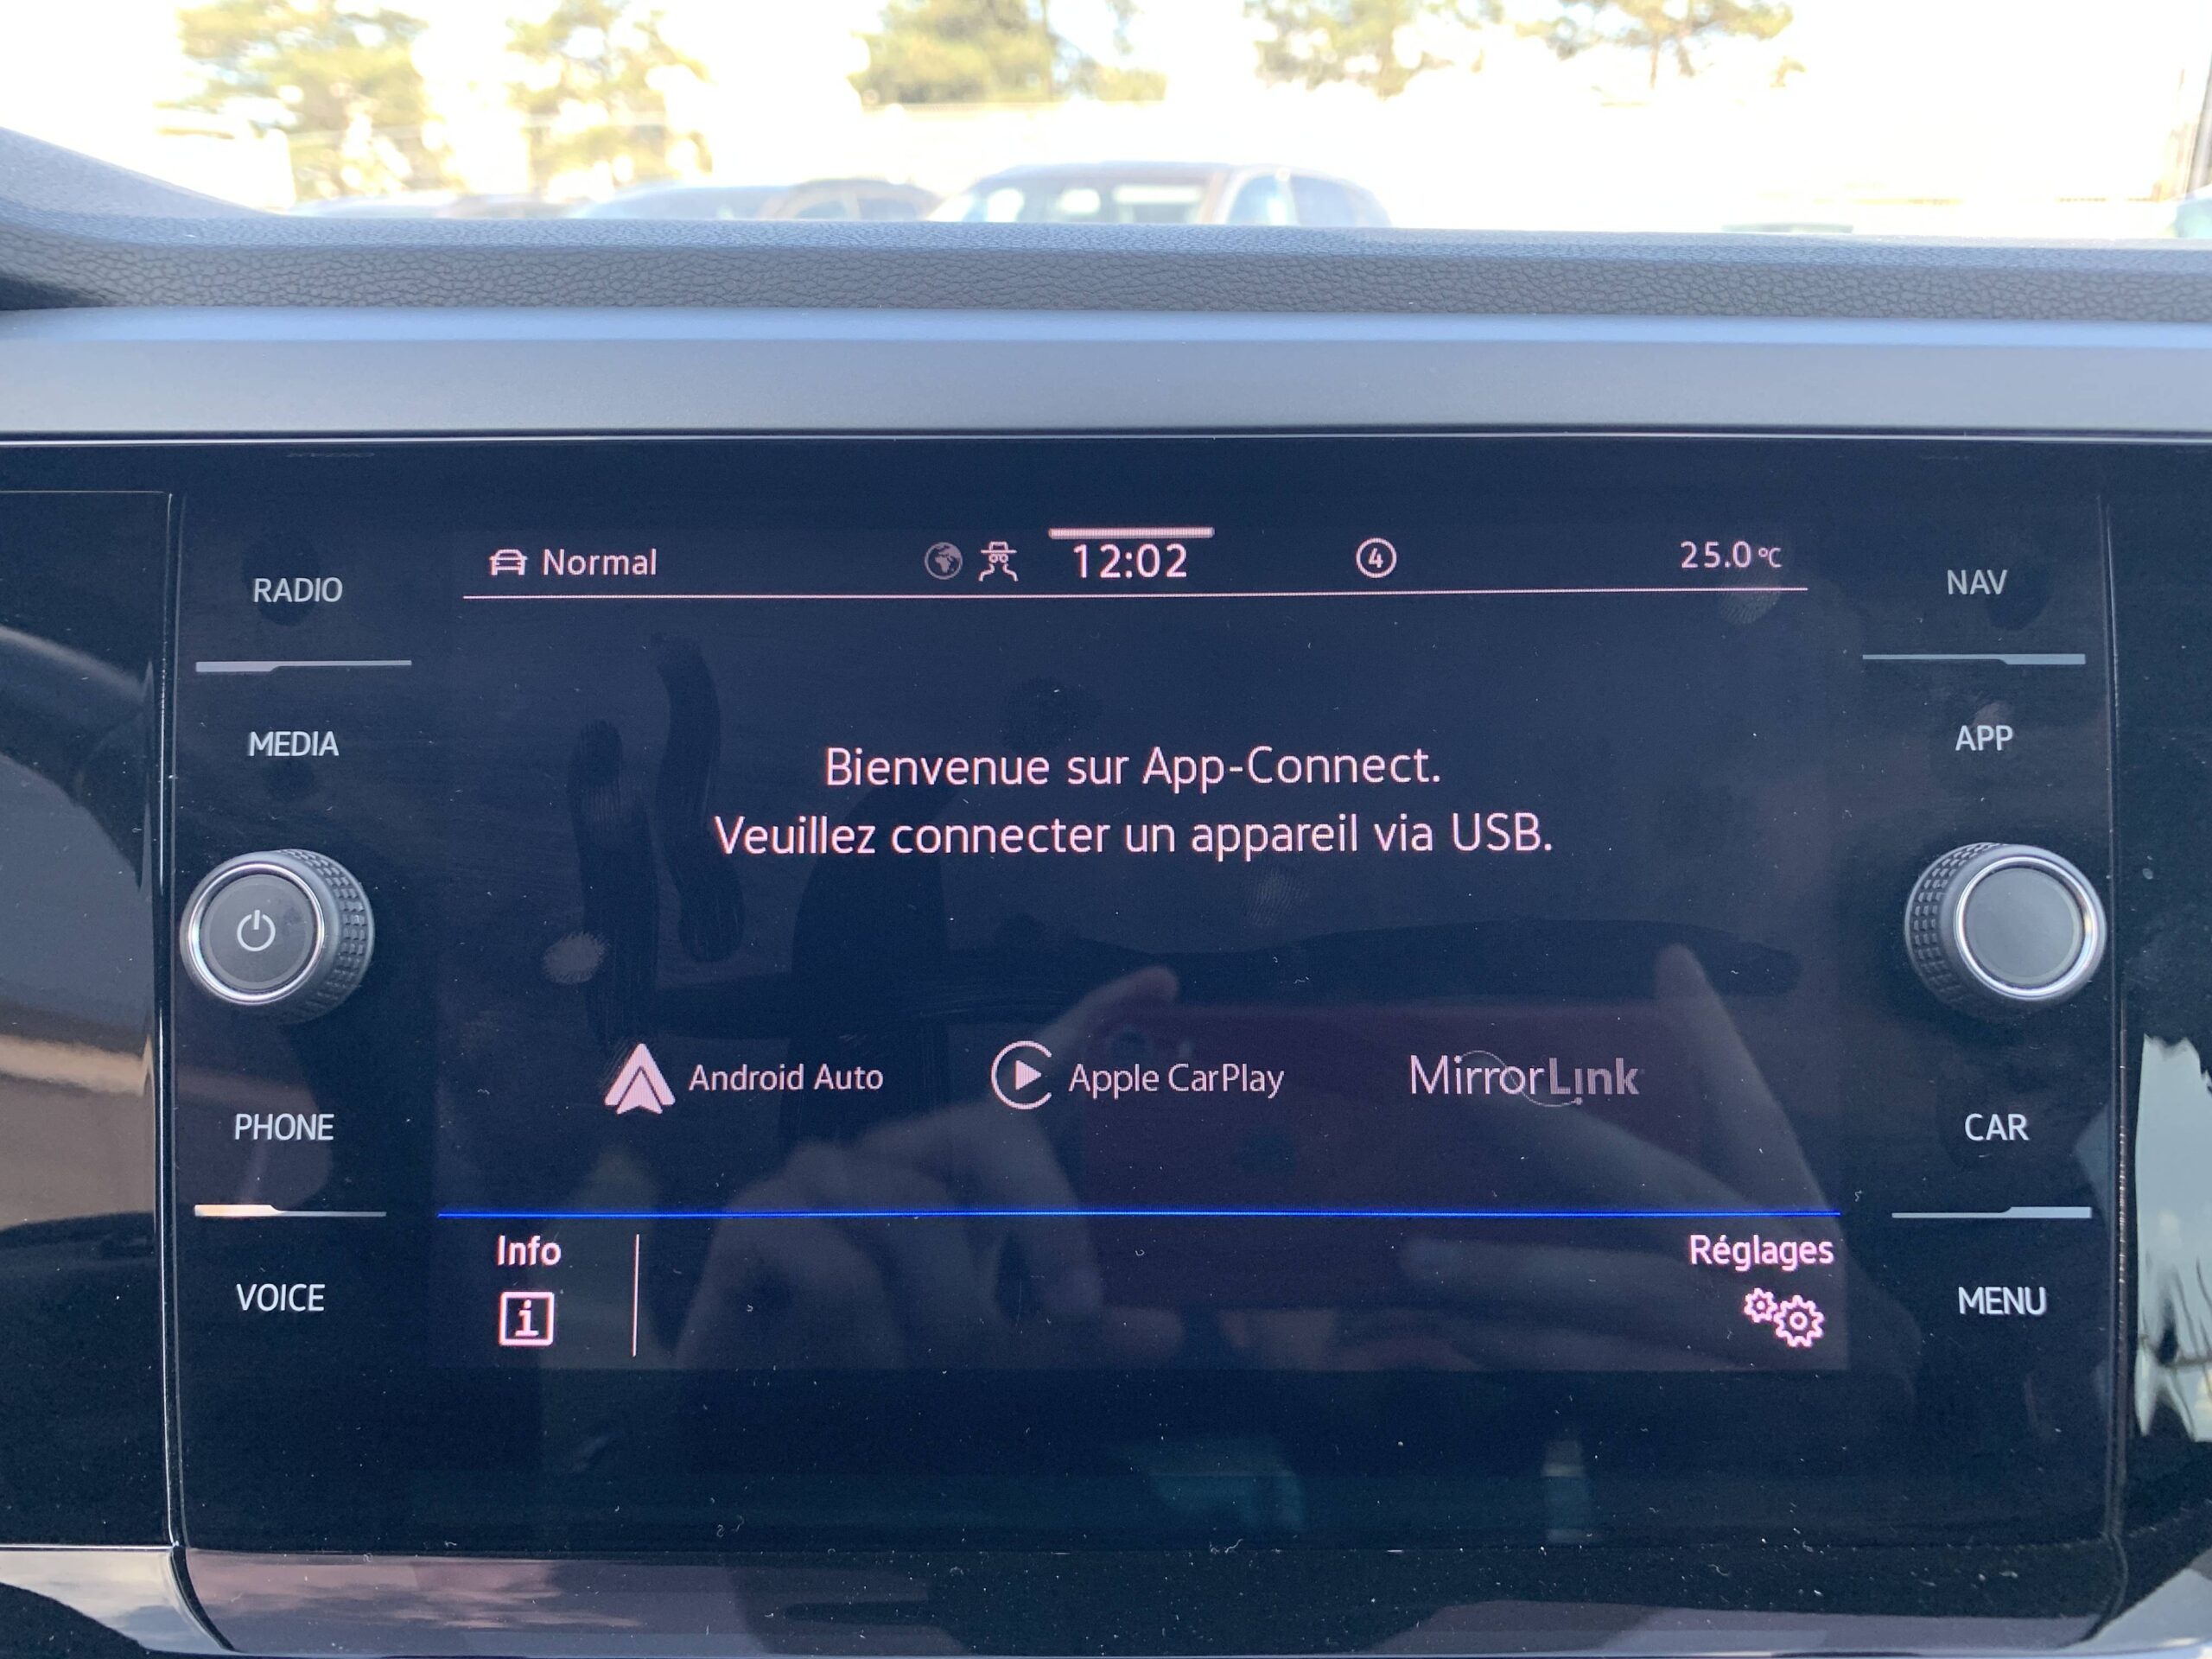 Normal 12:02 4 25.0 °C
RADIO
NAV
MEDIA
APP
Bienvenue sur App-Connect.
Veuillez connecter un appareil via USB.
Android Auto Apple CarPlay MirrorLink
PHONE
CAR
Info
Réglages
VOICE
i
MENU